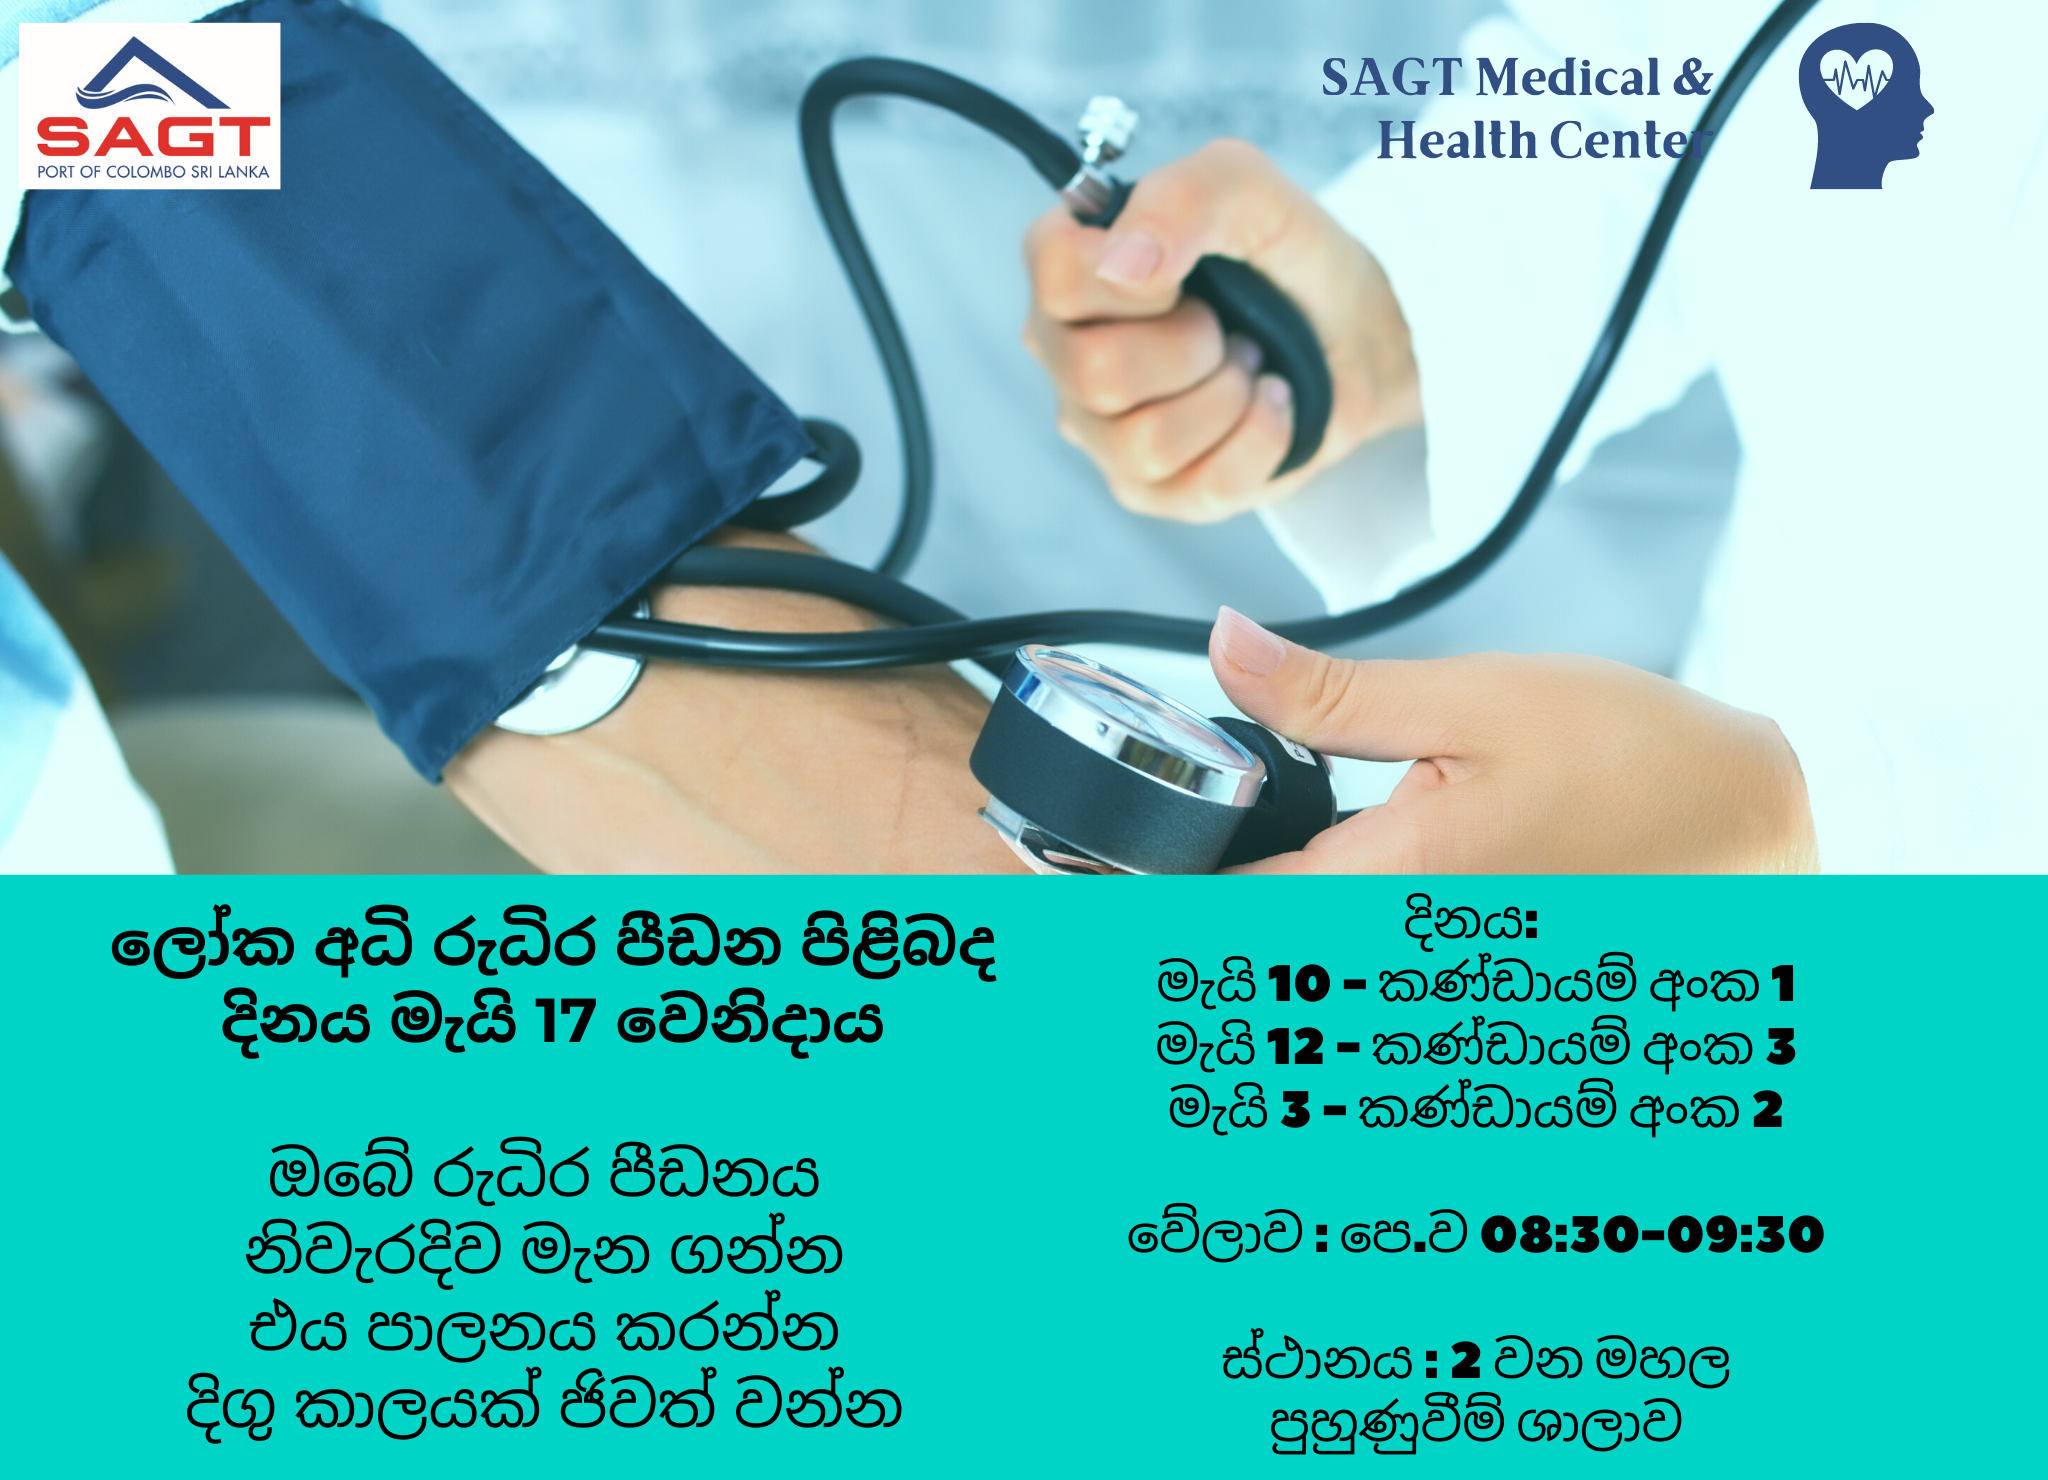 SAGT
PORT OF COLOMBO SRI LANKA
SAGT Medical &
Health Center
ලෝක අධි රුධිර පීඩන පිළිබද
දිනය මැයි 17 වෙනිදාය
ඔබේ රුධිර පීඩනය
නිවැරදිව මැන ගන්න
එය පාලනය කරන්න
දිගු කාලයක් ජිවත් වන්න
දිනය:
මැයි 10 - කණ්ඩායම් අංක 1
මැයි 12 - කණ්ඩායම් අංක 3
මැයි 3 - කණ්ඩායම් අංක 2
වේලාව : පෙ.ව 08:30-09:30
ස්ථානය : 2 වන මහල
පුහුණුවීම් ශාලාව